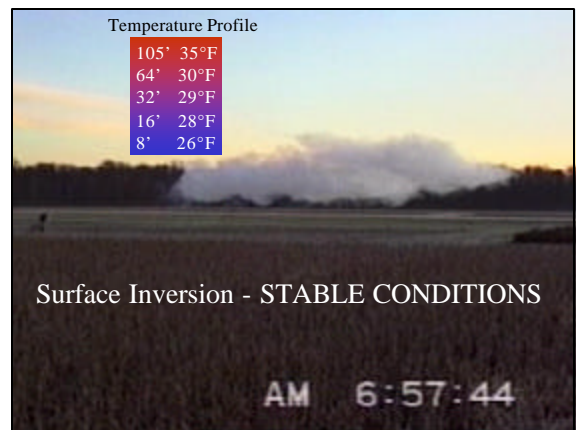 Temperature Profile
105’ 35°F
64’ 30°F
32’ 29°F
16’ 28°F
8’ 26°F
Surface Inversion - STABLE CONDITIONS
AM 6:57:44